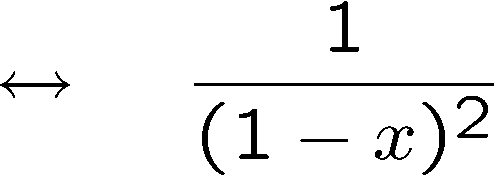 ↔ 1/(1 − x)²